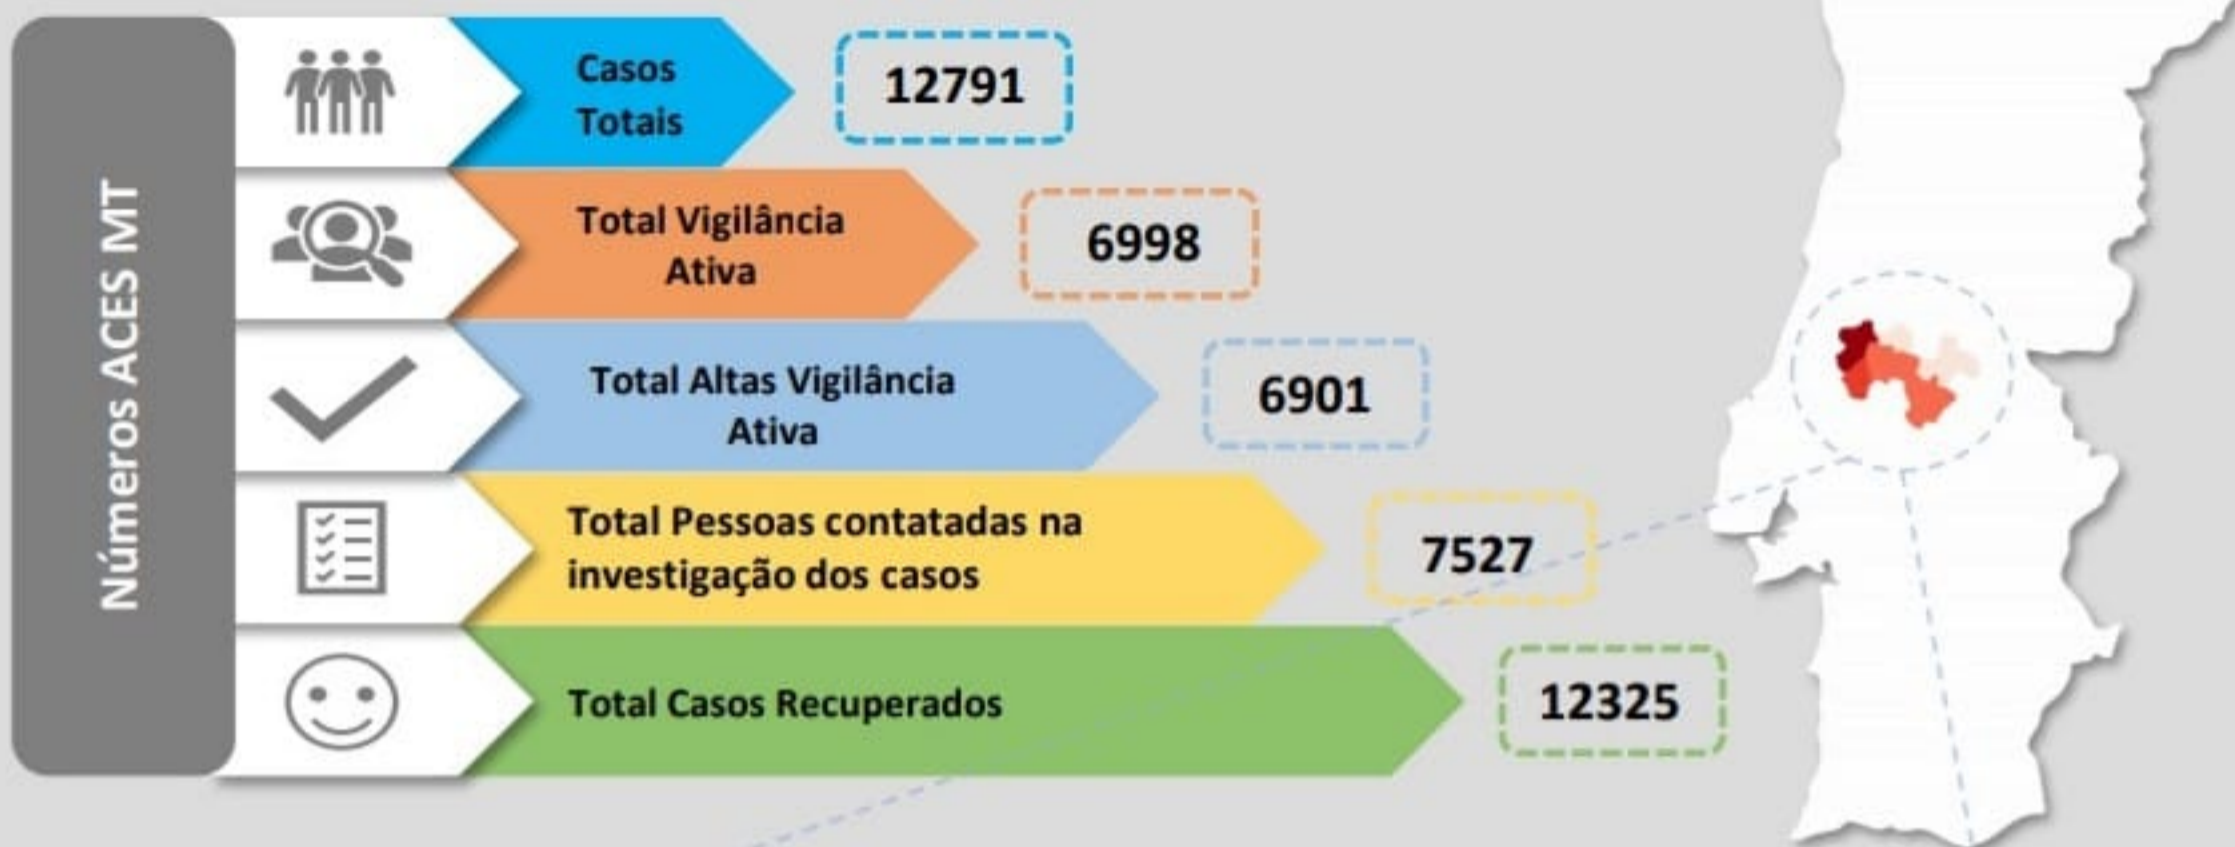 Números ACES MT
Casos
Totais
12791
Total Vigilância
Ativa
6998
Total Altas Vigilância
Ativa
6901
Total Pessoas contatadas na
investigação dos casos
7527
Total Casos Recuperados
12325